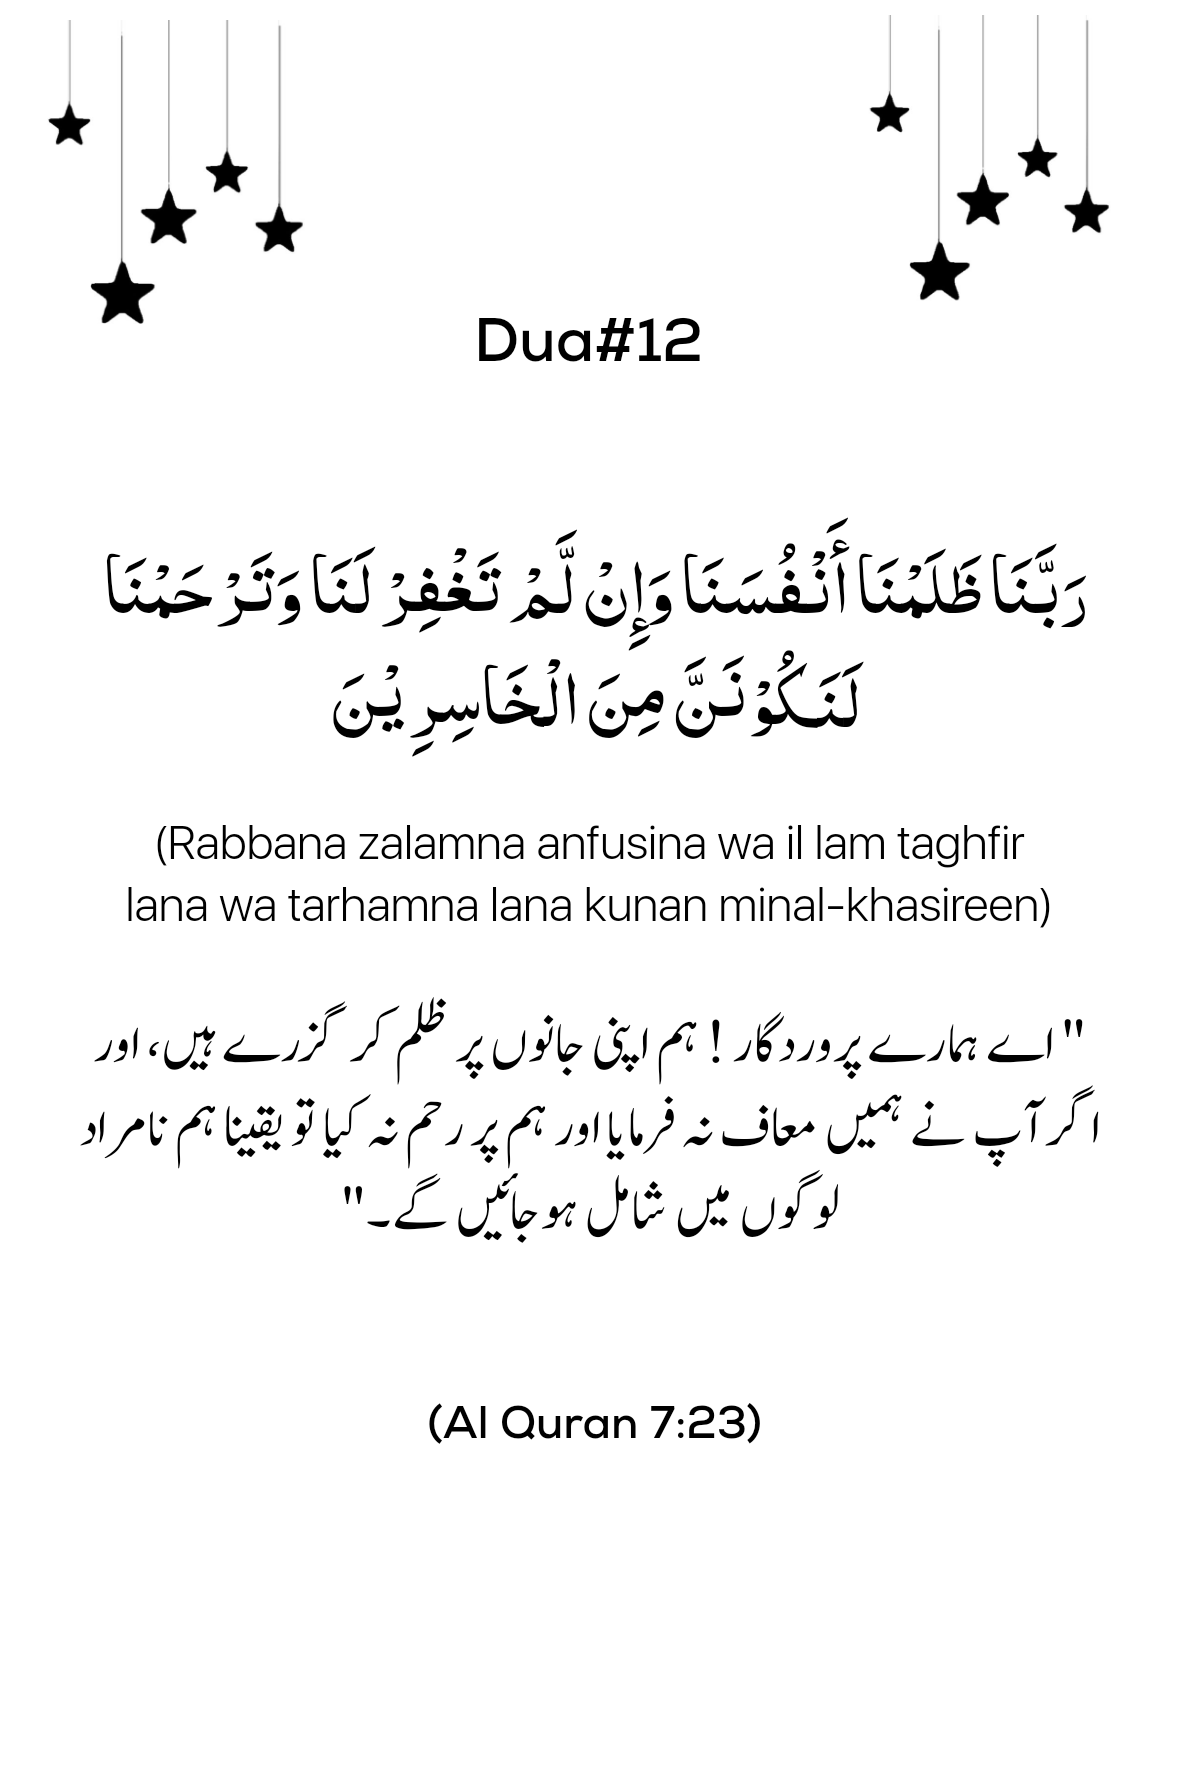 Dua#12
رَبَّنَا ظَلَمْنَا أَنْفُسَنَا وَإِنْ لَّمْ تَغْفِرْ لَنَا وَتَرْحَمْنَا
لَنَكُوْنَنَّ مِنَ الْخَاسِرِيْنَ
(Rabbana zalamna anfusina wa il lam taghfir
lana wa tarhamna lana kunan minal-khasireen)
"اے ہمارے پروردگار ! ہم اپنی جانوں پر ظلم کر گزرے ہیں، اور
اگر آپ نے ہمیں معاف نہ فرمایا اور ہم پر رحم نہ کیا تو یقینا ہم نامراد
لوگوں میں شامل ہو جائیں گے۔"
(Al Quran 7:23)